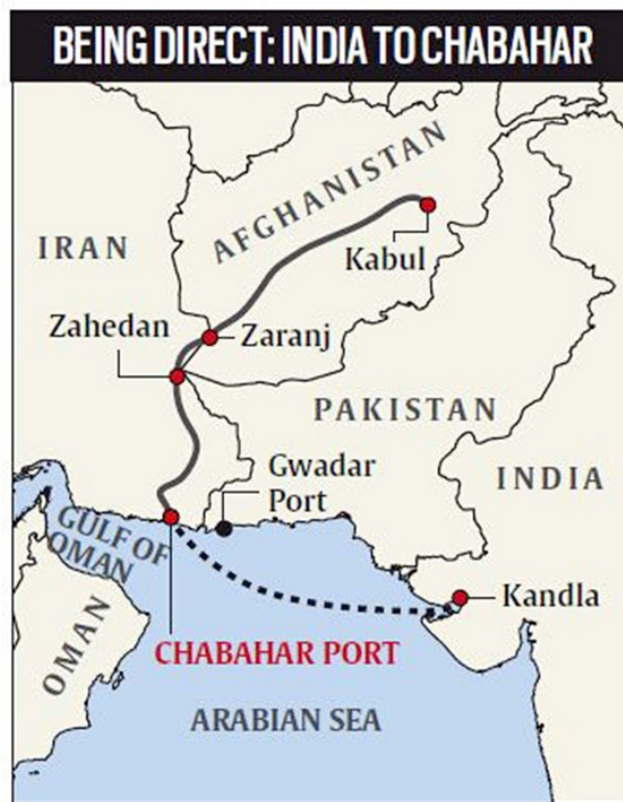 BEING DIRECT: INDIA TO CHABAHAR
AFGHANISTAN
IRAN
Kabul
Zahedan
Zaranj
PAKISTAN
Gwadar
Port
INDIA
GULF OF
OMAN
Kandla
OMAN
CHABAHAR PORT
ARABIAN SEA